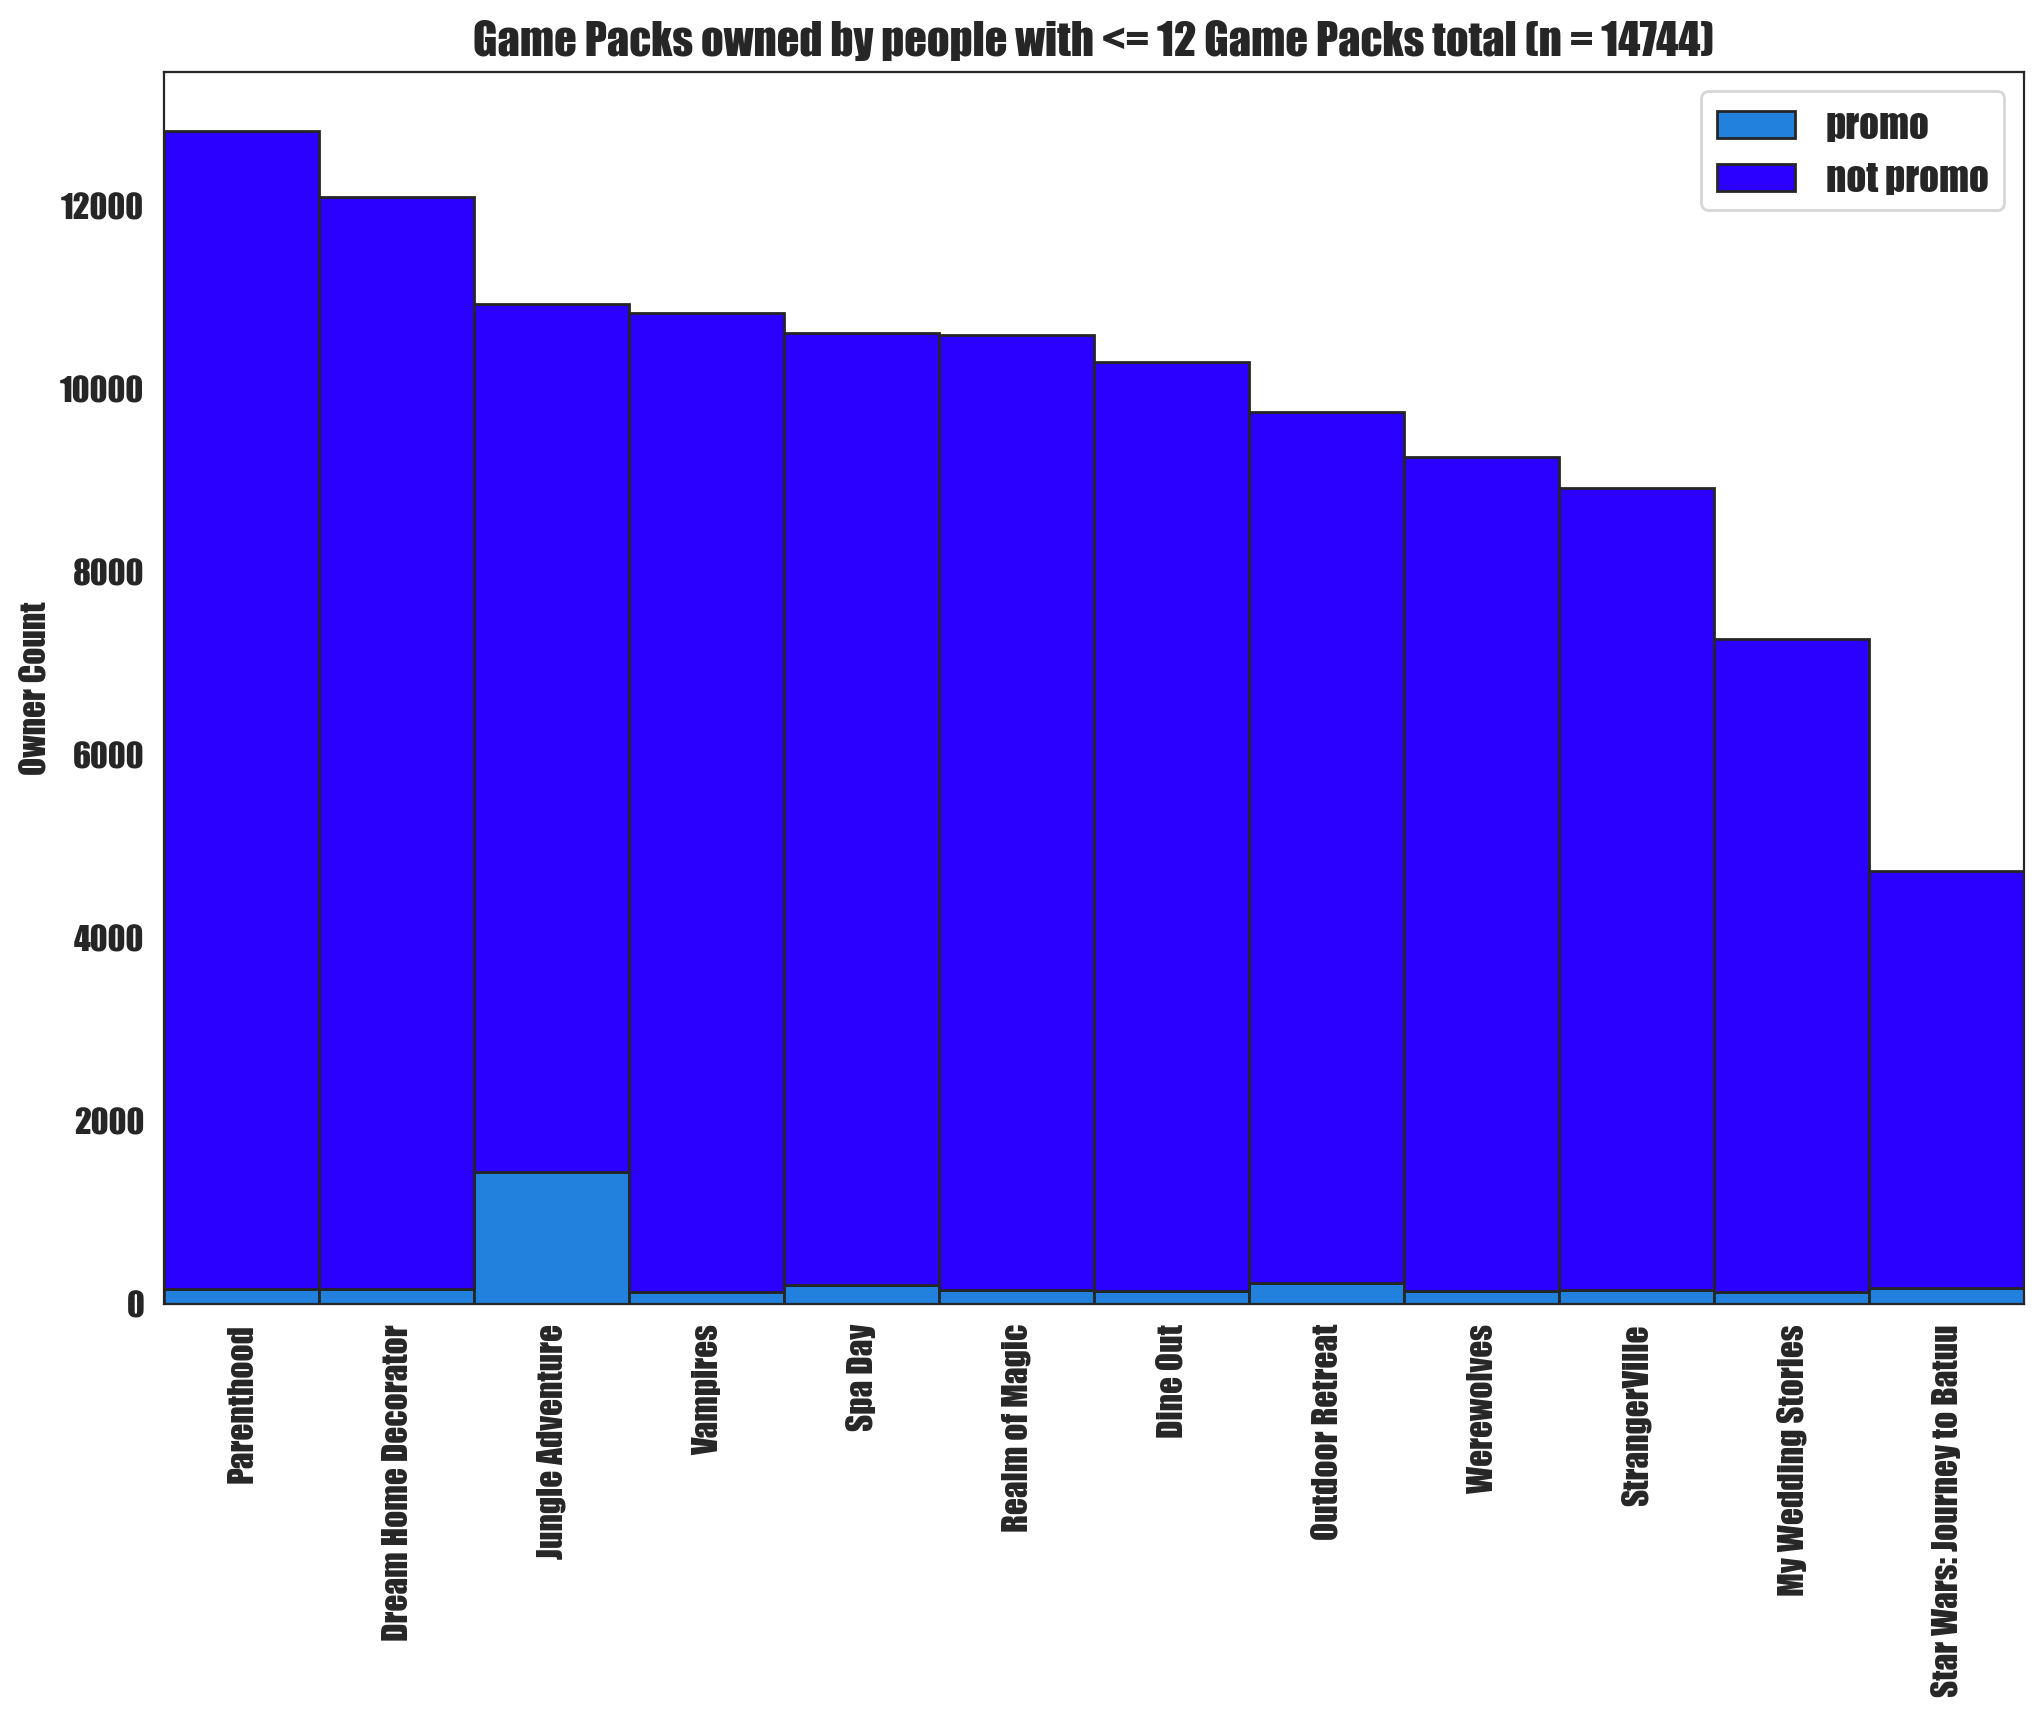 Game Packs owned by people with <= 12 Game Packs total (n = 14744)
promo
not promo
Owner Count
12000
10000
8000
6000
4000
2000
0
Parenthood
Dream Home Decorator
Jungle Adventure
Vampires
Spa Day
Realm of Magic
Dine Out
Outdoor Retreat
Werewolves
StrangerVille
My Wedding Stories
Star Wars: Journey to Batuu